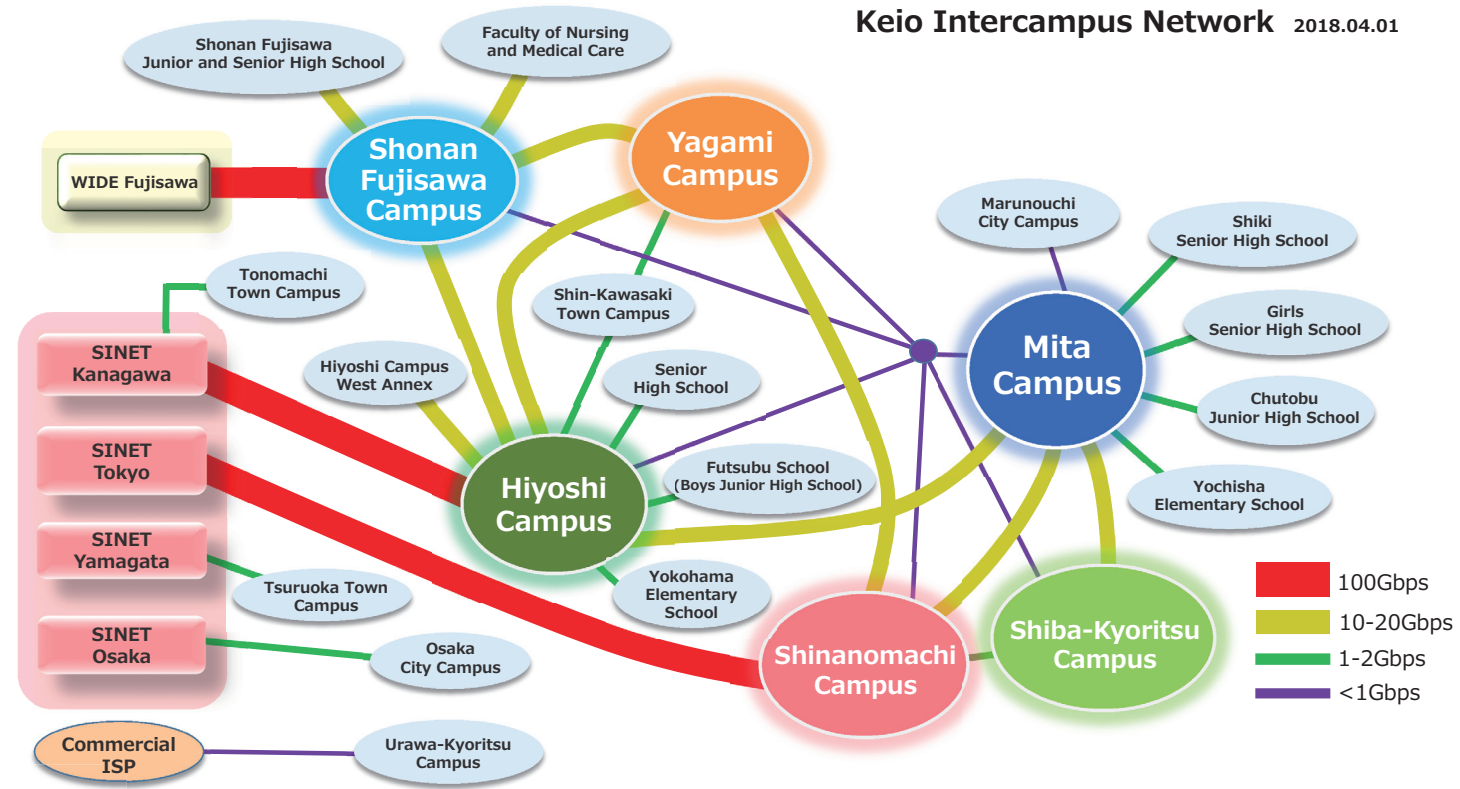 Keio Intercampus Network 2018.04.01
Shonan Fujisawa
Junior and Senior High School
Faculty of Nursing
and Medical Care
Shonan
Fujisawa
Campus
Yagami
Campus
WIDE Fujisawa
Marunouchi
City Campus
Shiki
Senior High School
Tonomachi
Town Campus
Shin-Kawasaki
Town Campus
Girls
Senior High School
SINET
Kanagawa
Hiyoshi Campus
West Annex
Senior
High School
Mita
Campus
Chutobu
Junior High School
SINET
Tokyo
Hiyoshi
Campus
Futsubu School
(Boys Junior High School)
Yochisha
Elementary School
SINET
Yamagata
Tsuruoka Town
Campus
Yokohama
Elementary
School
SINET
Osaka
Osaka
City Campus
Shinanomachi
Campus
Shiba-Kyoritsu
Campus
100Gbps
10-20Gbps
1-2Gbps
<1Gbps
Commercial
ISP
Urawa-Kyoritsu
Campus